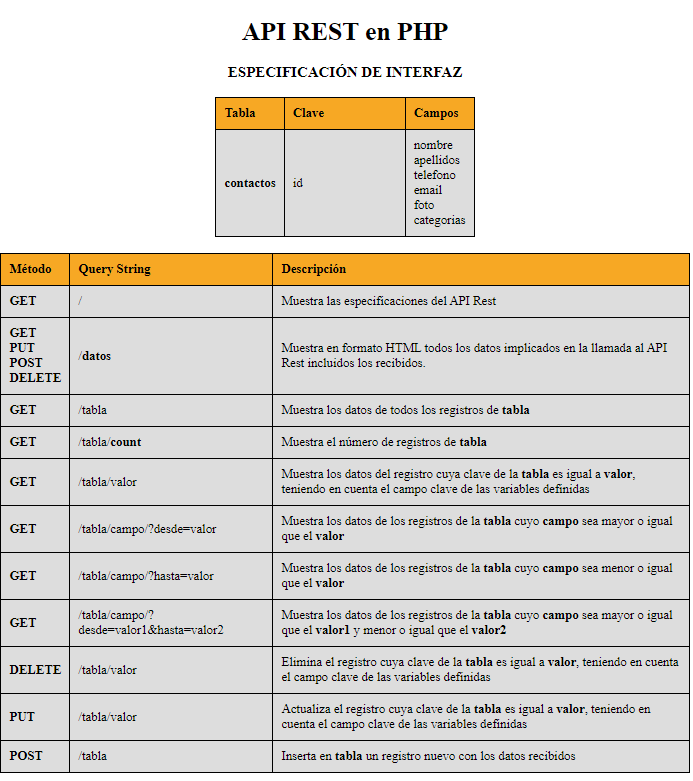 API REST en PHP
ESPECIFICACIÓN DE INTERFAZ
Tabla Clave Campos
contactos id
nombre
apellidos
telefono
email
foto
categorias
Método Query String Descripción
GET / Muestra las especificaciones del API Rest
GET
PUT
POST
DELETE
/datos
Muestra en formato HTML todos los datos implicados en la llamada al API
Rest incluidos los recibidos.
GET /tabla Muestra los datos de todos los registros de tabla
GET /tabla/count Muestra el número de registros de tabla
GET /tabla/valor
Muestra los datos del registro cuya clave de la tabla es igual a valor,
teniendo en cuenta el campo clave de las variables definidas
GET /tabla/campo/?desde=valor
Muestra los datos de los registros de la tabla cuyo campo sea mayor o igual
que el valor
GET /tabla/campo/?hasta=valor
Muestra los datos de los registros de la tabla cuyo campo sea menor o igual
que el valor
GET
/tabla/campo/?
desde=valor1&hasta=valor2
Muestra los datos de los registros de la tabla cuyo campo sea mayor o igual
que el valor1 y menor o igual que el valor2
DELETE /tabla/valor
Elimina el registro cuya clave de la tabla es igual a valor, teniendo en cuenta
el campo clave de las variables definidas
PUT /tabla/valor
Actualiza el registro cuya clave de la tabla es igual a valor, teniendo en
cuenta el campo clave de las variables definidas
POST /tabla Inserta en tabla un registro nuevo con los datos recibidos